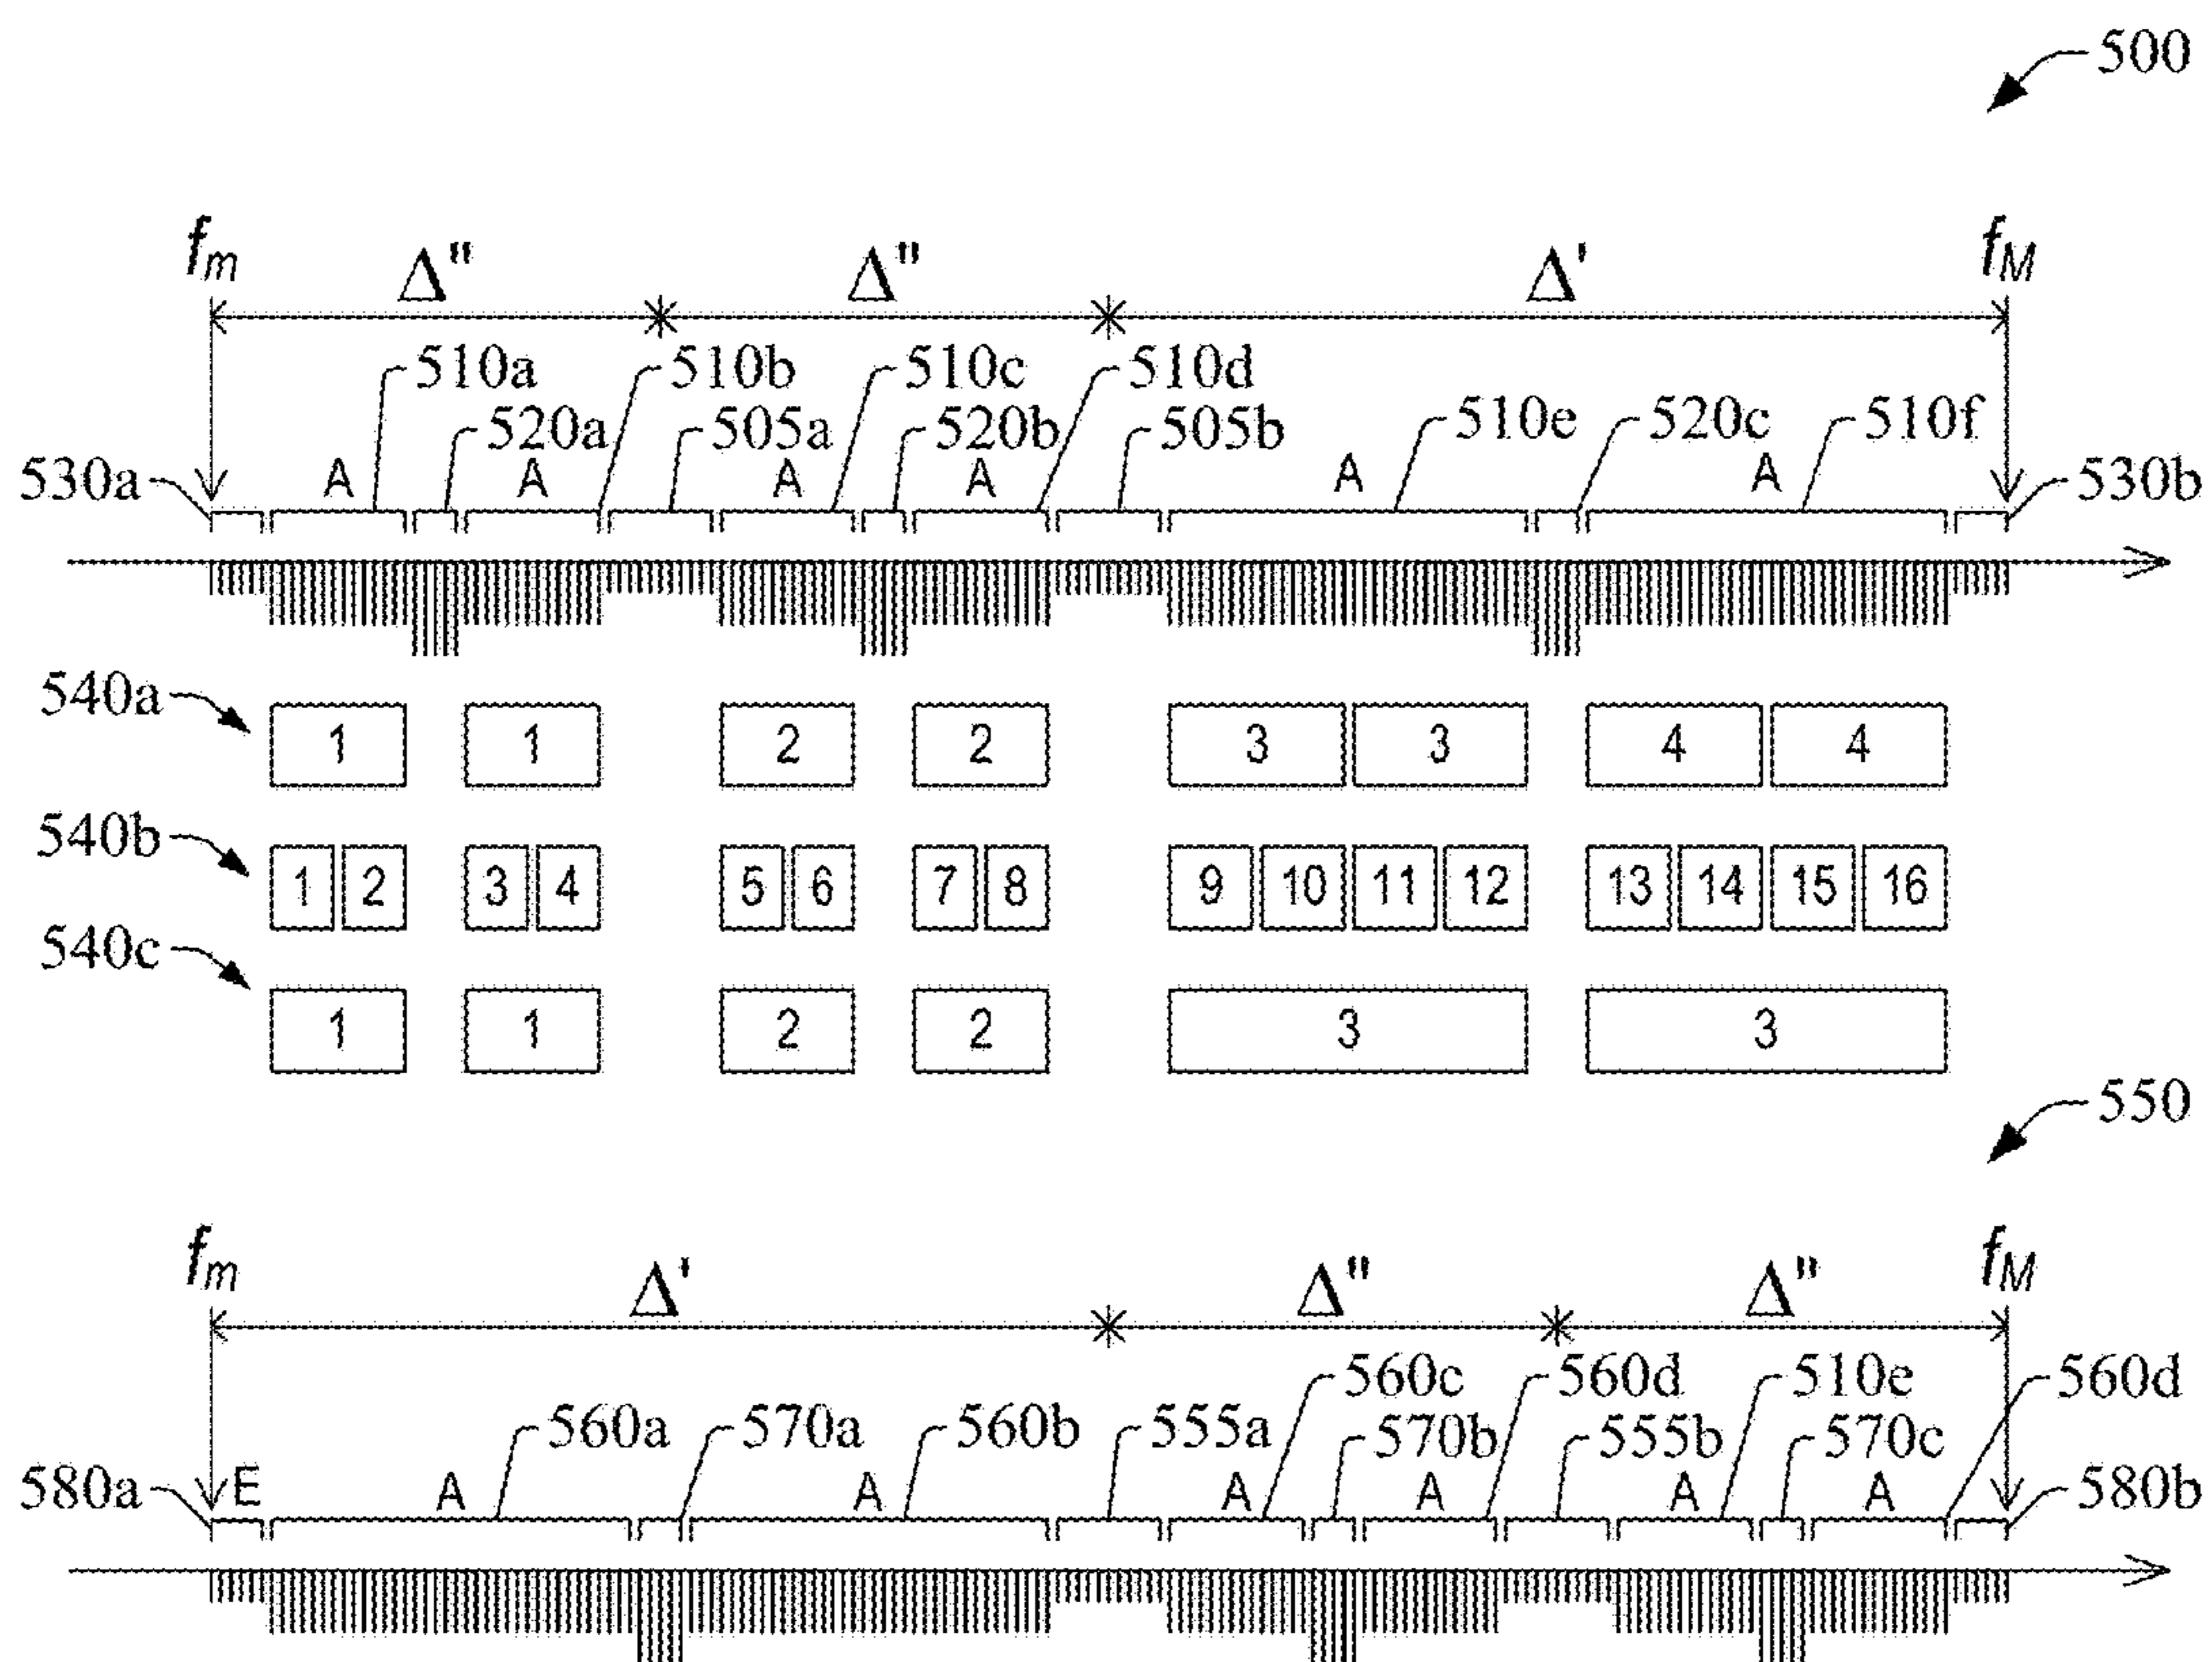 500
fm Δ" Δ" Δ' fM
510a 510b 510c 510d
520a 505a 520b 505b 510e 520c 510f
530a A A A A A A 530b
540a 1 1 2 2 3 3 4 4
540b 1 2 3 4 5 6 7 8 9 10 11 12 13 14 15 16
540c 1 1 2 2 3 3
550
fm Δ' Δ" Δ" fM
560c 560d 510e 560d
560a 570a 560b 555a 570b 555b 570c
580a E A A A A A A 580b